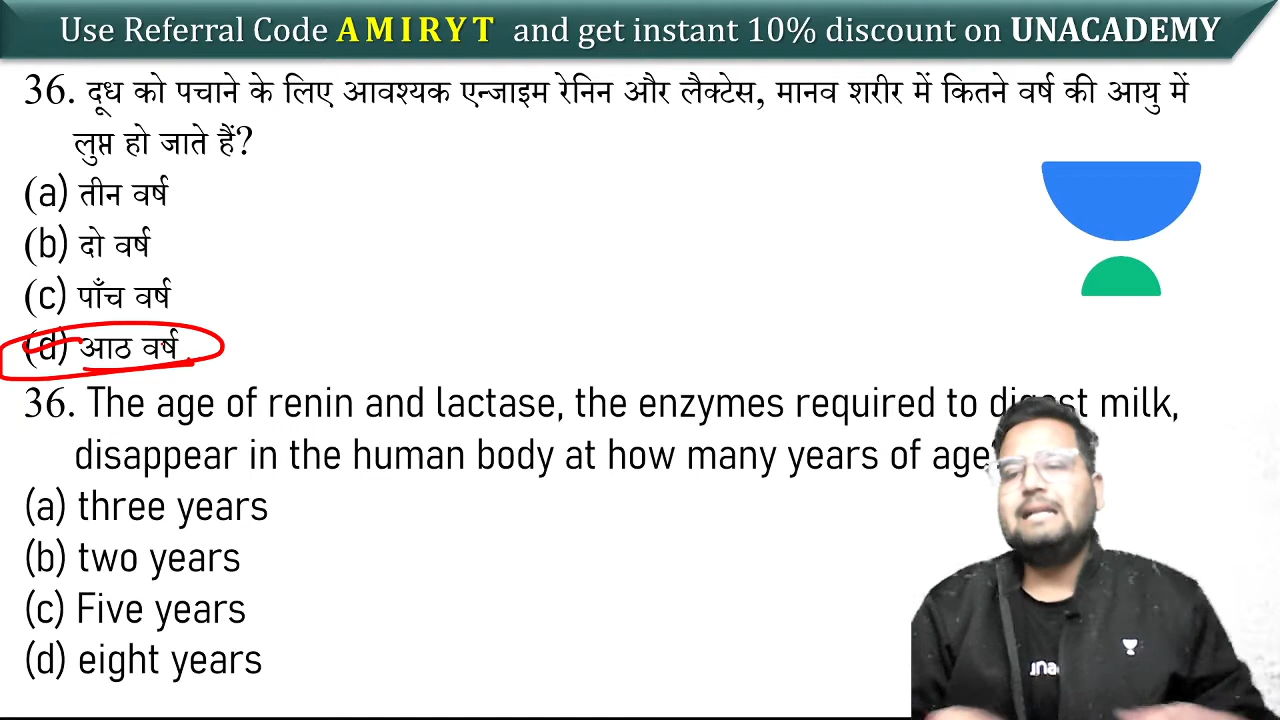 Use Referral Code A M I R Y T and get instant 10% discount on UNACADEMY
36. दूध को पचाने के लिए आवश्यक एन्जाइम रेनिन और लैक्टेस, मानव शरीर में कितने वर्ष की आयु में
लुप्त हो जाते हैं?
(a) तीन वर्ष
(b) दो वर्ष
(c) पाँच वर्ष
(d) आठ वर्ष
36. The age of renin and lactase, the enzymes required to digest milk,
disappear in the human body at how many years of age
(a) three years
(b) two years
(c) Five years
(d) eight years